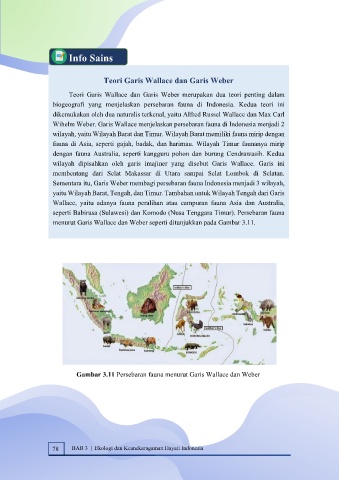 Info Sains
Teori Garis Wallace dan Garis Weber
Teori Garis Wallace dan Garis Weber merupakan dua teori penting dalam
biogeografi yang menjelaskan persebaran fauna di Indonesia. Kedua teori ini
dikemukakan oleh dua naturalis terkenal, yaitu Alfred Russel Wallace dan Max Carl
Wihelm Weber. Garis Wallace menjelaskan persebaran fauna di Indonesia menjadi 2
wilayah, yaitu Wilayah Barat dan Timur. Wilayah Barat memiliki fauna mirip dengan
fauna di Asia, seperti gajah, badak, dan harimau. Wilayah Timur faunanya mirip
dengan fauna Australia, seperti kangguru pohon dan burung Cendrawasih. Kedua
wilayah dipisahkan oleh garis imajiner yang disebut Garis Wallace. Garis ini
membentang dari Selat Makassar di Utara sampai Selat Lombok di Selatan.
Sementara itu, Garis Weber membagi persebaran fauna Indonesia menjadi 3 wilayah,
yaitu Wilayah Barat, Tengah, dan Timur. Tambahan untuk Wilayah Tengah dari Garis
Wallace, yaitu adanya fauna peralihan atau campuran fauna Asia dan Australia,
seperti Babirusa (Sulawesi) dan Komodo (Nusa Tenggara Timur). Persebaran fauna
menurut Garis Wallace dan Weber seperti ditunjukkan pada Gambar 3.11.
Gambar 3.11 Persebaran fauna menurut Garis Wallace dan Weber
78 BAB 3 | Ekologi dan Keanekaragaman Hayati Indonesia